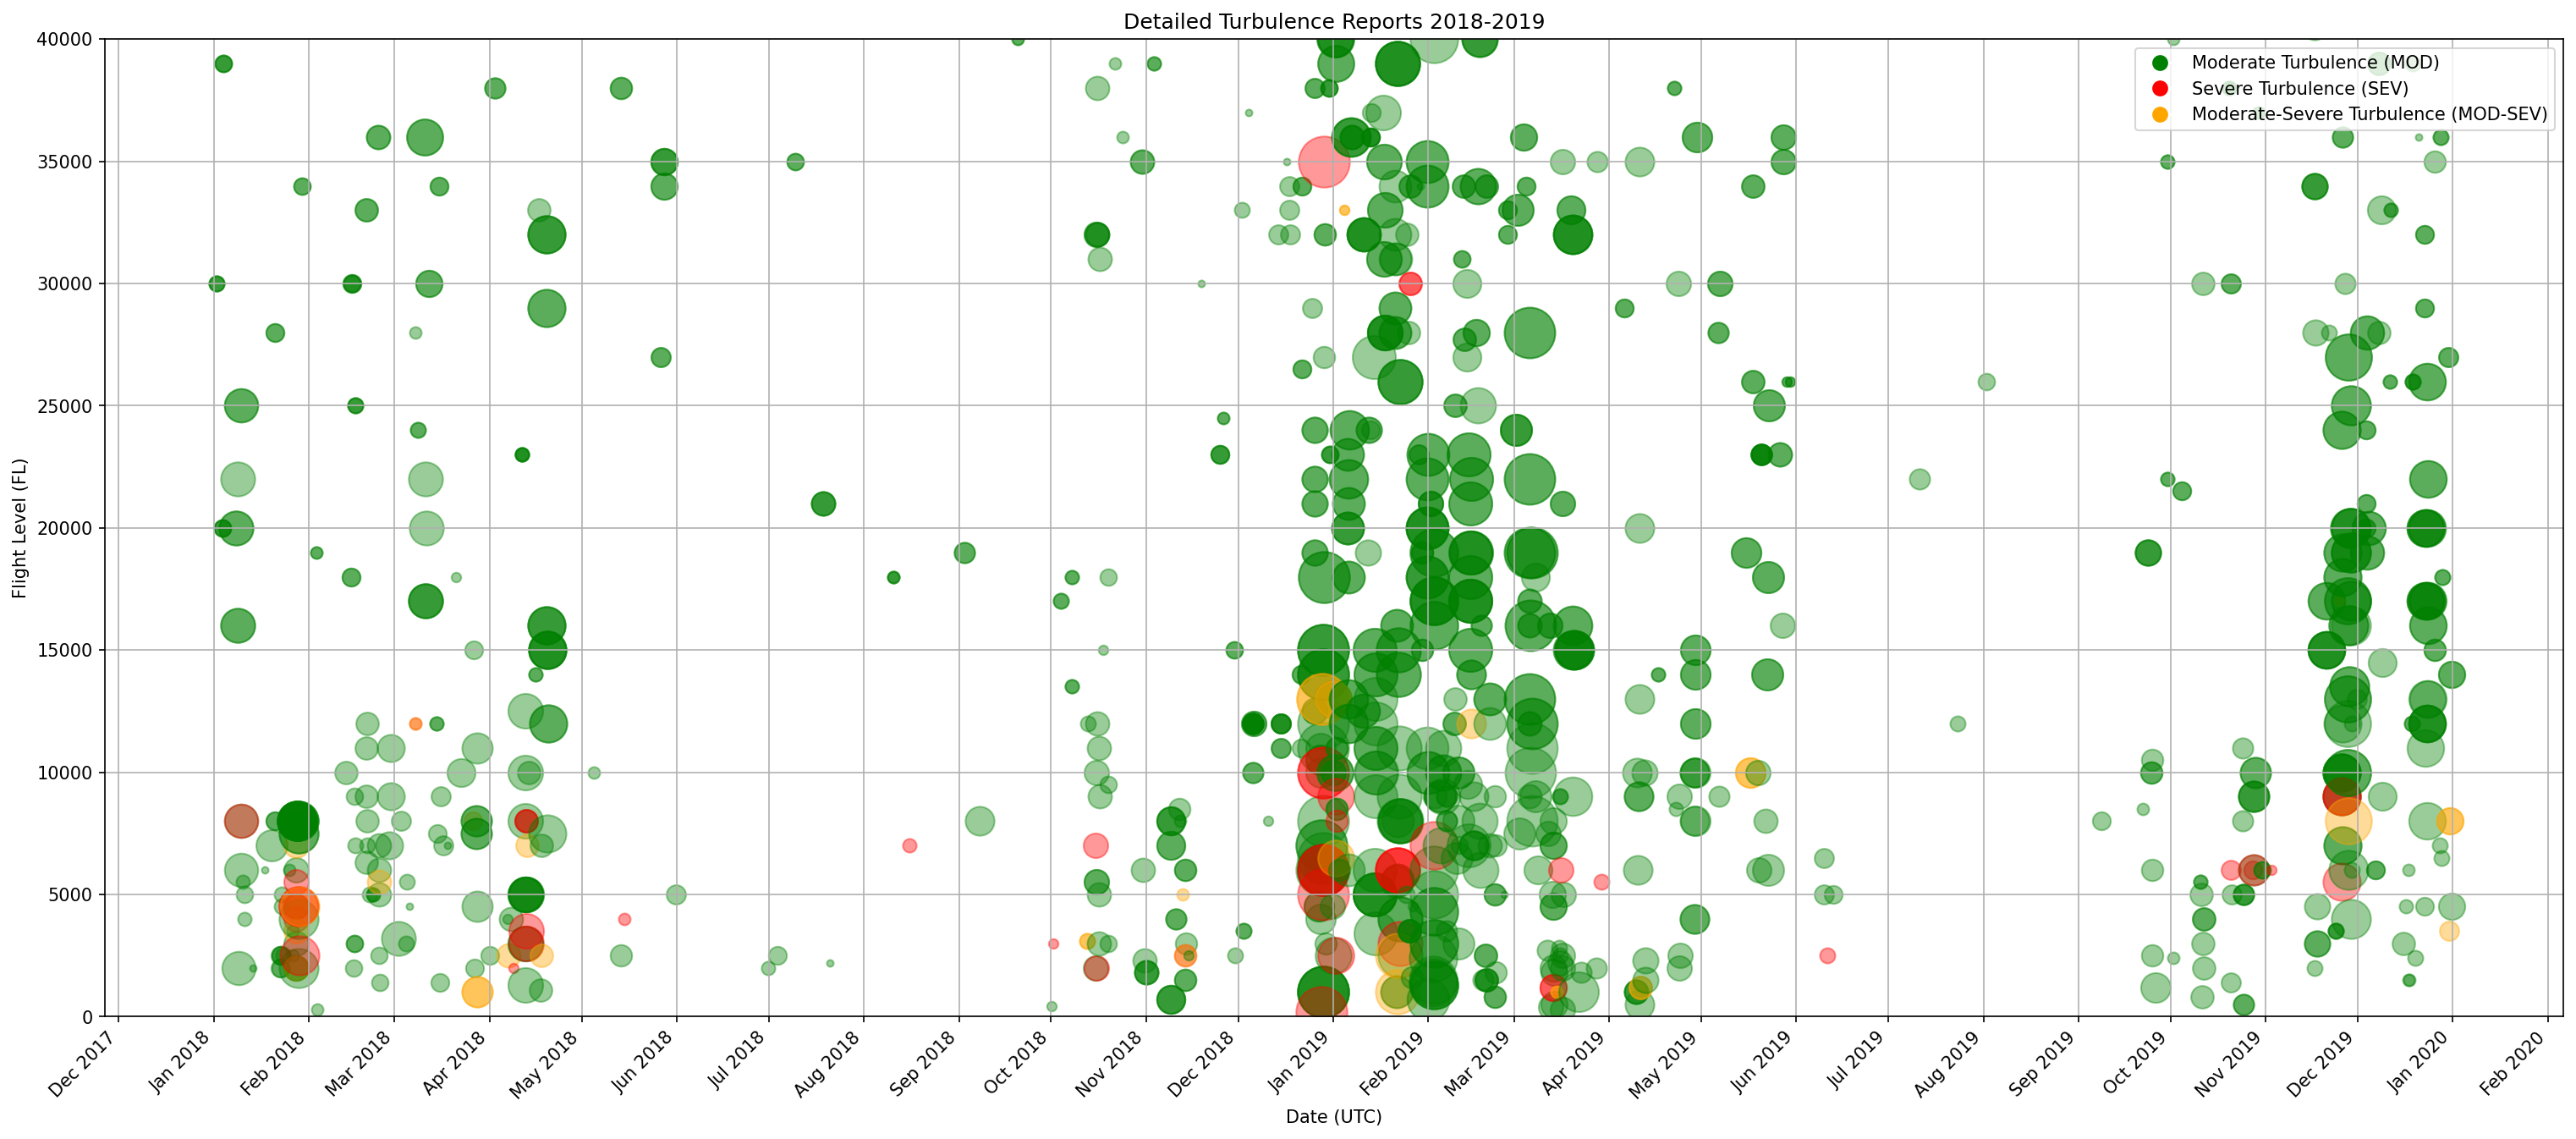 Detailed Turbulence Reports 2018-2019
Moderate Turbulence (MOD)
Severe Turbulence (SEV)
Moderate-Severe Turbulence (MOD-SEV)
Flight Level (FL)
40000
35000
30000
25000
20000
15000
10000
5000
0
Dec 2017
Jan 2018
Feb 2018
Mar 2018
Apr 2018
May 2018
Jun 2018
Jul 2018
Aug 2018
Sep 2018
Oct 2018
Nov 2018
Dec 2018
Jan 2019
Feb 2019
Mar 2019
Apr 2019
May 2019
Jun 2019
Jul 2019
Aug 2019
Sep 2019
Oct 2019
Nov 2019
Dec 2019
Jan 2020
Feb 2020
Date (UTC)